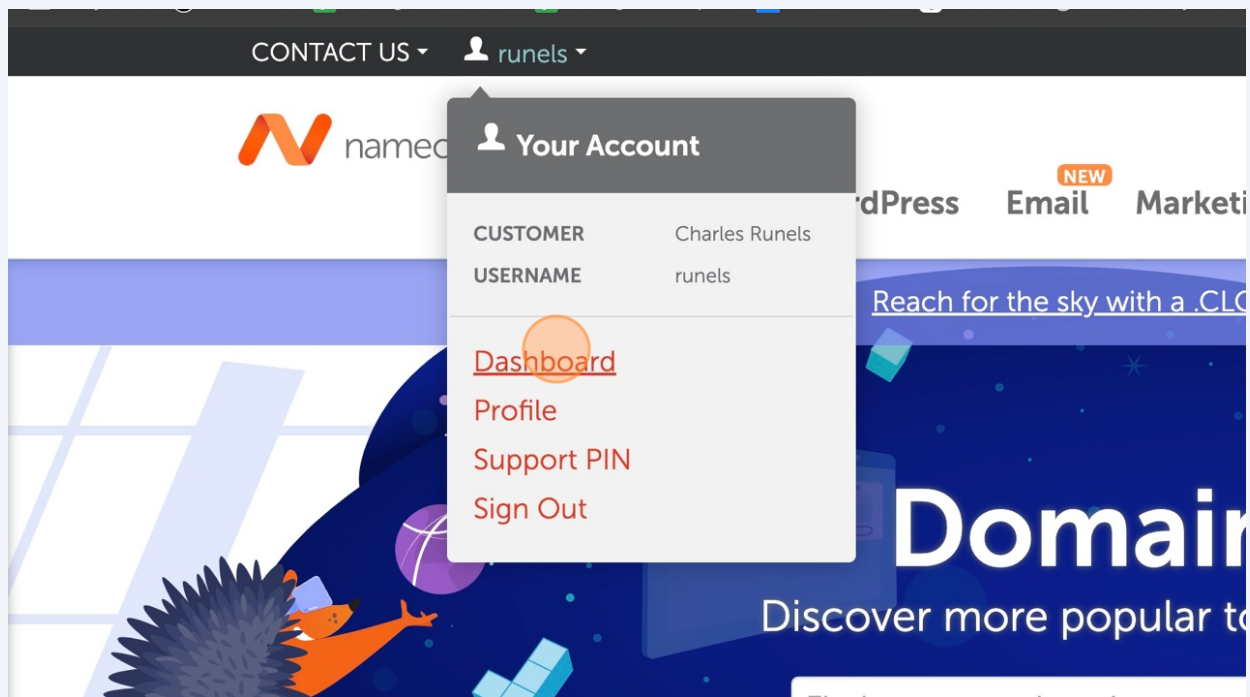 CONTACT US runels
namec
Your Account
NEW
rdPress Email Marketi
CUSTOMER Charles Runels
USERNAME runels
Reach for the sky with a .CLO
Dashboard
Profile
Support PIN
Sign Out
Domain
Discover more popular to